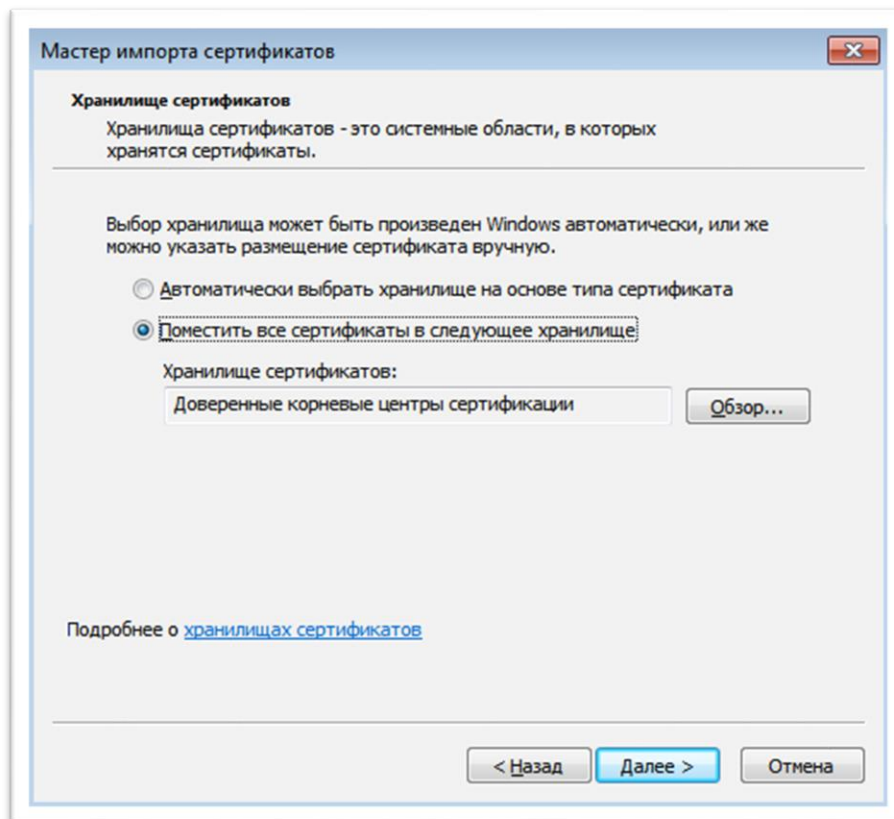 Мастер импорта сертификатов
Хранилище сертификатов
Хранилища сертификатов - это системные области, в которых
хранятся сертификаты.
Выбор хранилища может быть произведен Windows автоматически, или же
можно указать размещение сертификата вручную.
Автоматически выбрать хранилище на основе типа сертификата
Поместить все сертификаты в следующее хранилище
Хранилище сертификатов:
Доверенные корневые центры сертификации
Обзор...
Подробнее о хранилищах сертификатов
< Назад
Далее >
Отмена